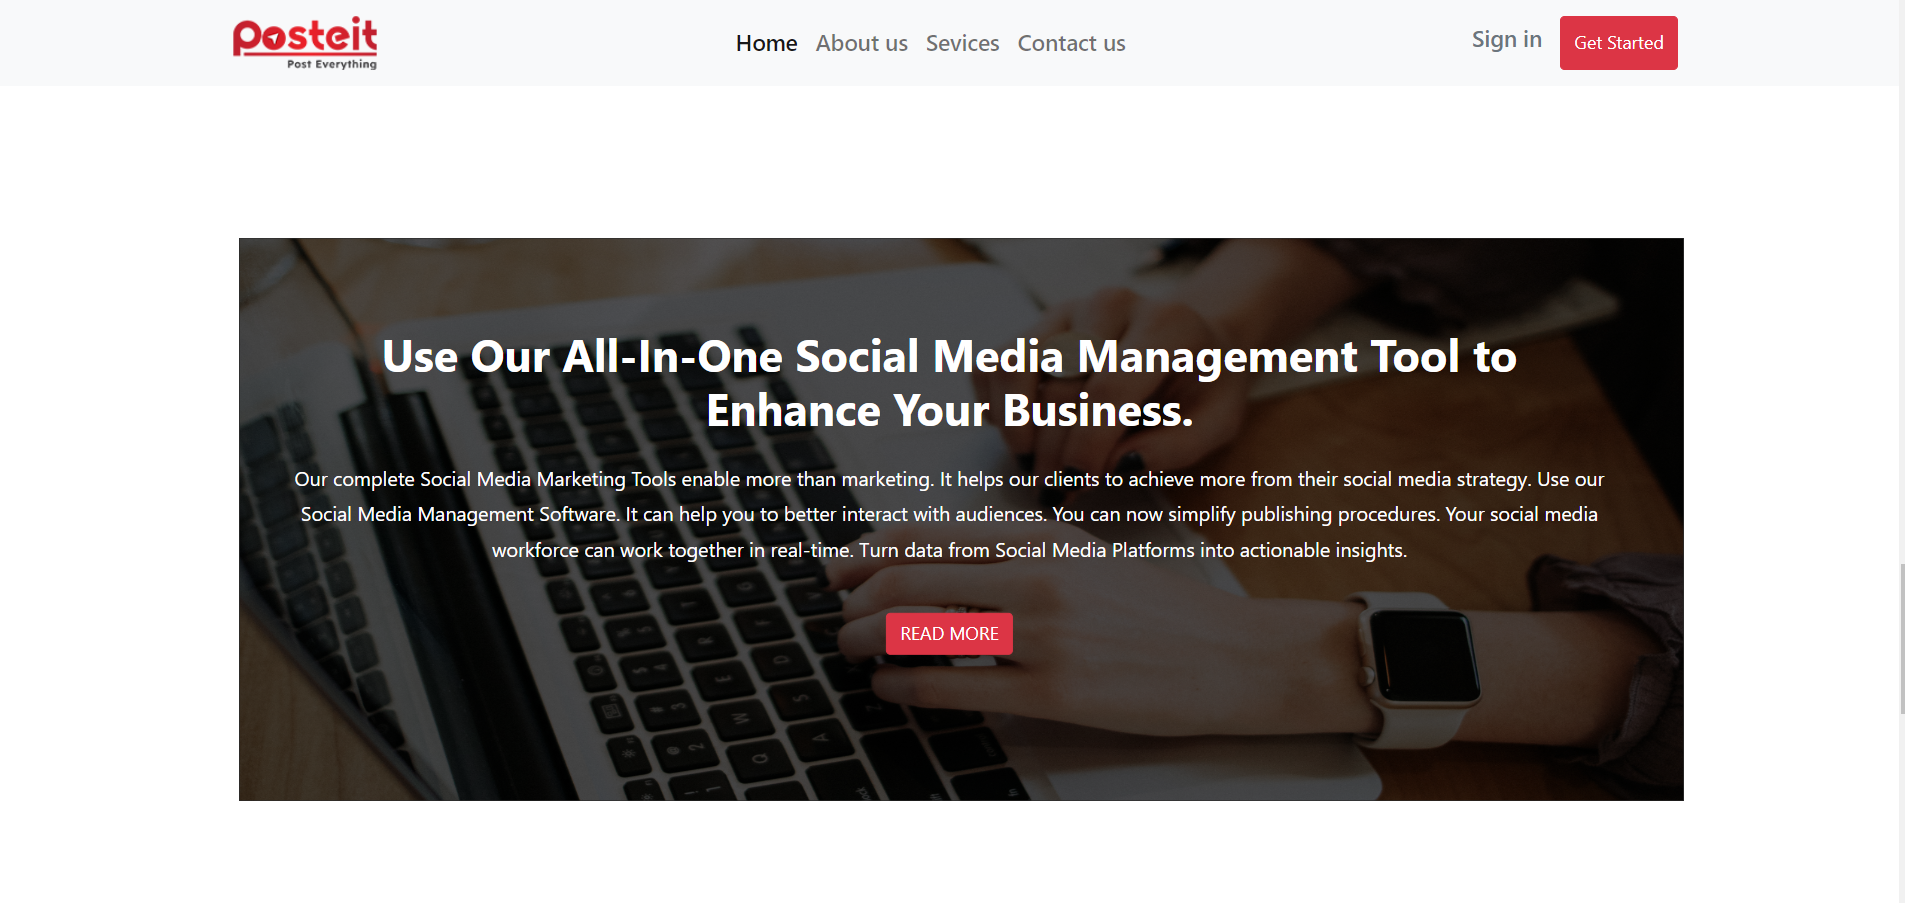 Posteit
Post Everything
Home About us Sevices Contact us
Sign in
Get Started
Use Our All-In-One Social Media Management Tool to
Enhance Your Business.
Our complete Social Media Marketing Tools enable more than marketing. It helps our clients to achieve more from their social media strategy. Use our
Social Media Management Software. It can help you to better interact with audiences. You can now simplify publishing procedures. Your social media
workforce can work together in real-time. Turn data from Social Media Platforms into actionable insights.
READ MORE